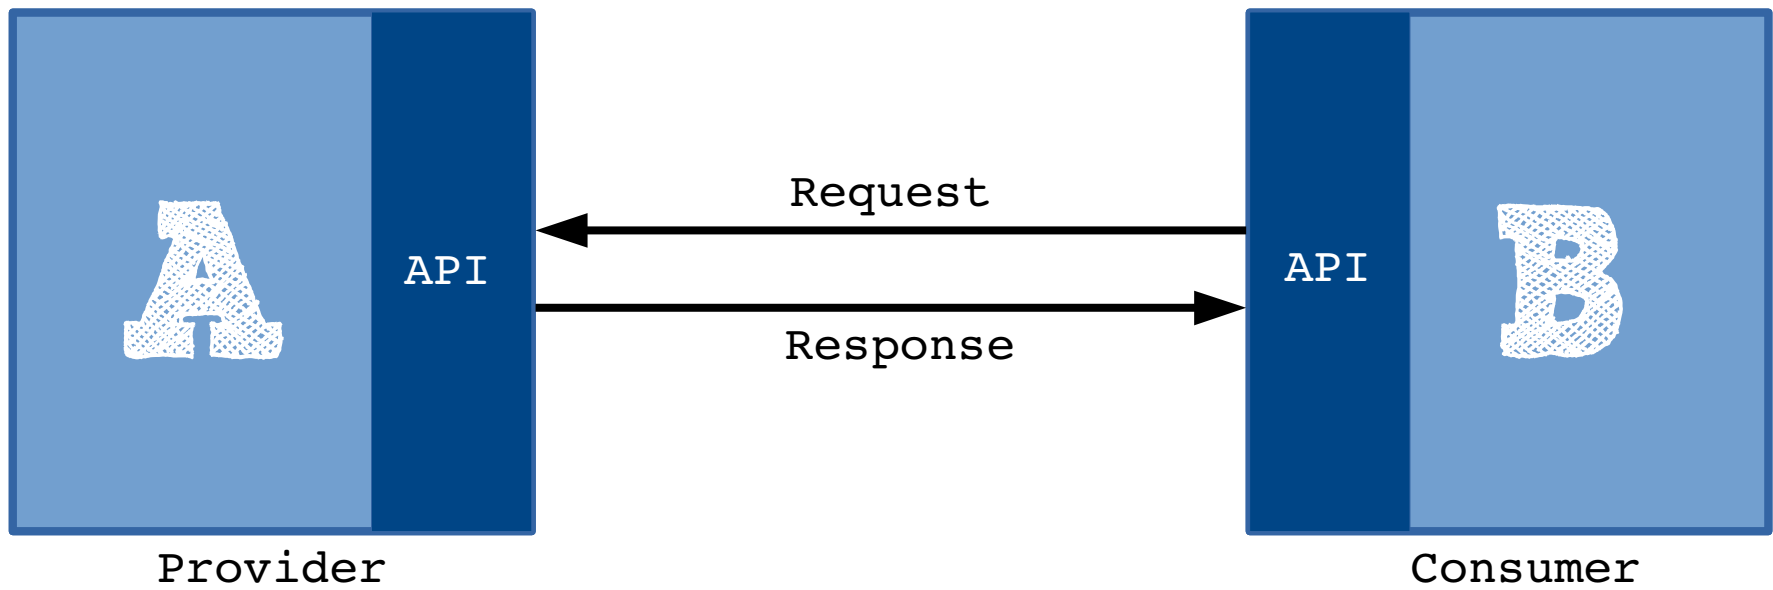 Request
A
API
API
B
Response
Provider
Consumer